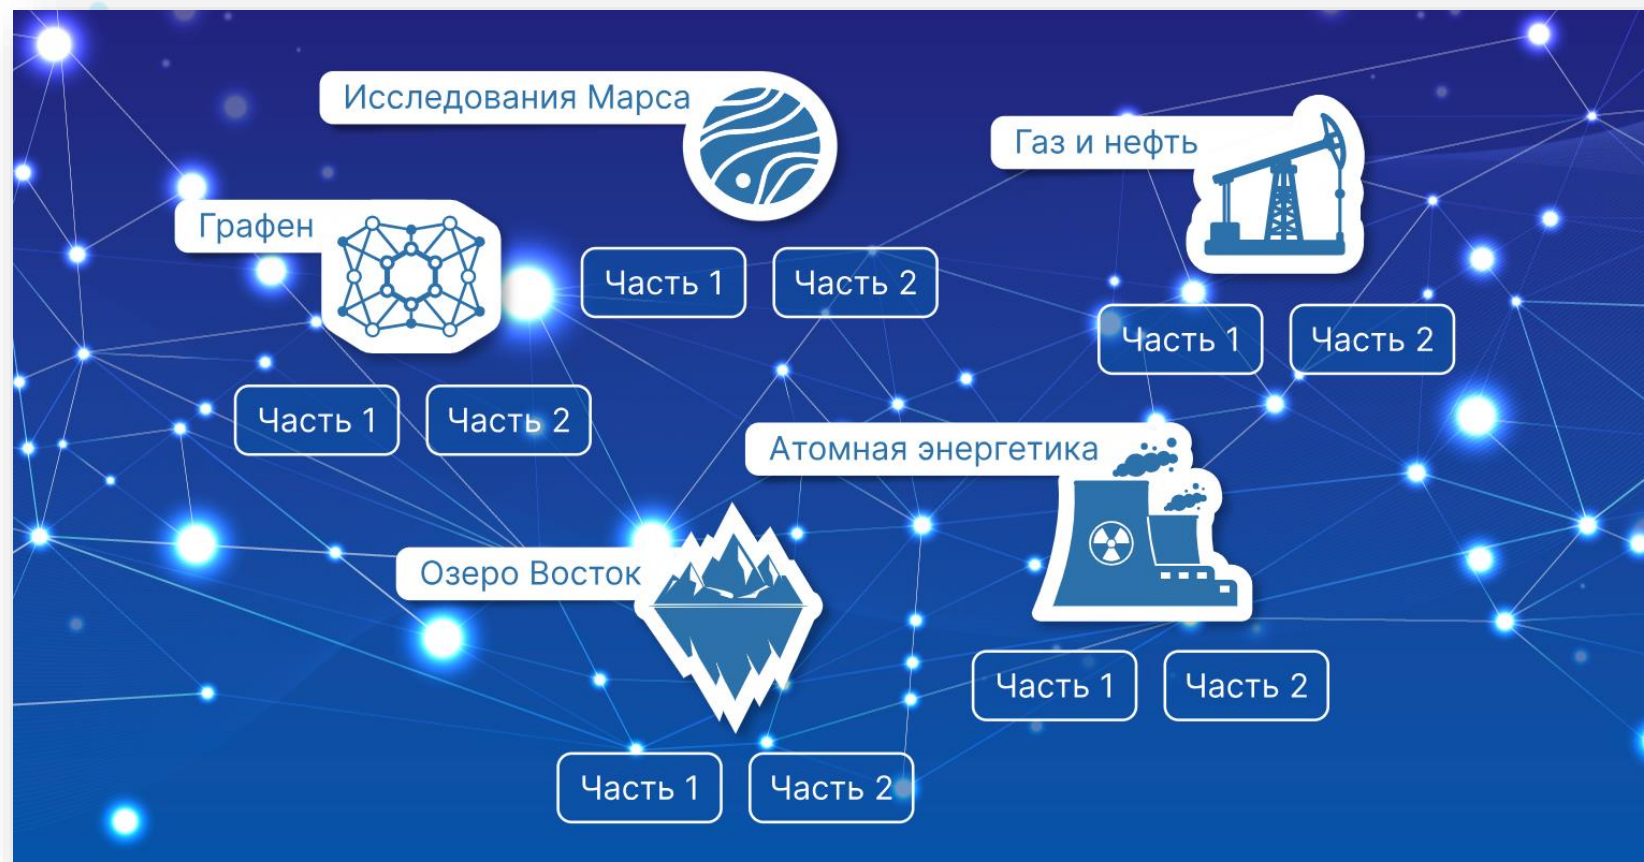 Исследования Марса
Часть 1
Часть 2
Газ и нефть
Часть 1
Часть 2
Графен
Часть 1
Часть 2
Атомная энергетика
Часть 1
Часть 2
Озеро Восток
Часть 1
Часть 2